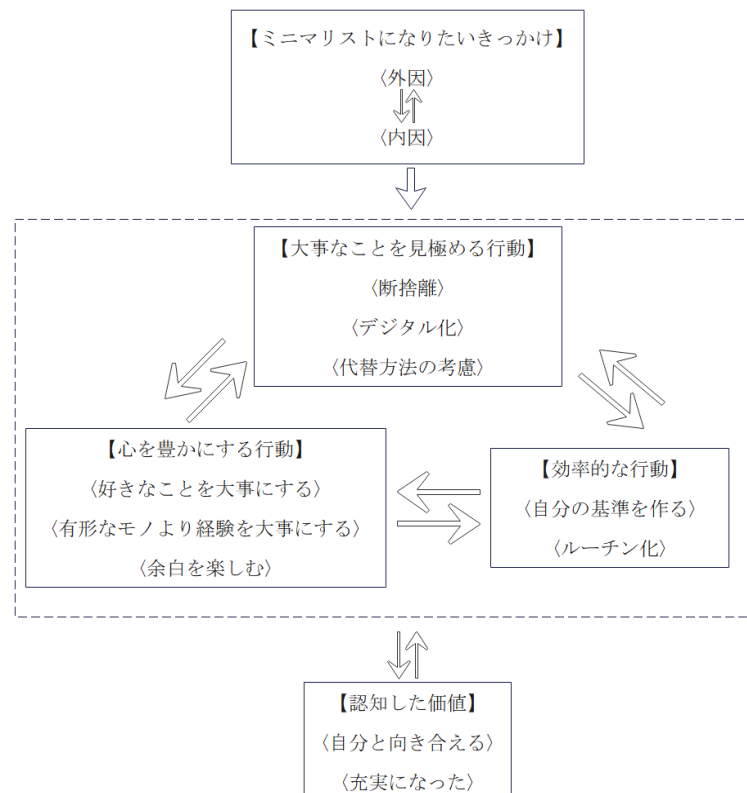 【ミニマリストになりたいきっかけ】
〈外因〉
〈内因〉
【大事なことを見極める行動】
〈断捨離〉
〈デジタル化〉
〈代替方法の考慮〉
【心を豊かにする行動】
〈好きなことを大事にする〉
〈有形なモノより経験を大事にする〉
〈余白を楽しむ〉
【効率的な行動】
〈自分の基準を作る〉
〈ルーチン化〉
【認知した価値】
〈自分と向き合える〉
〈充実になった〉